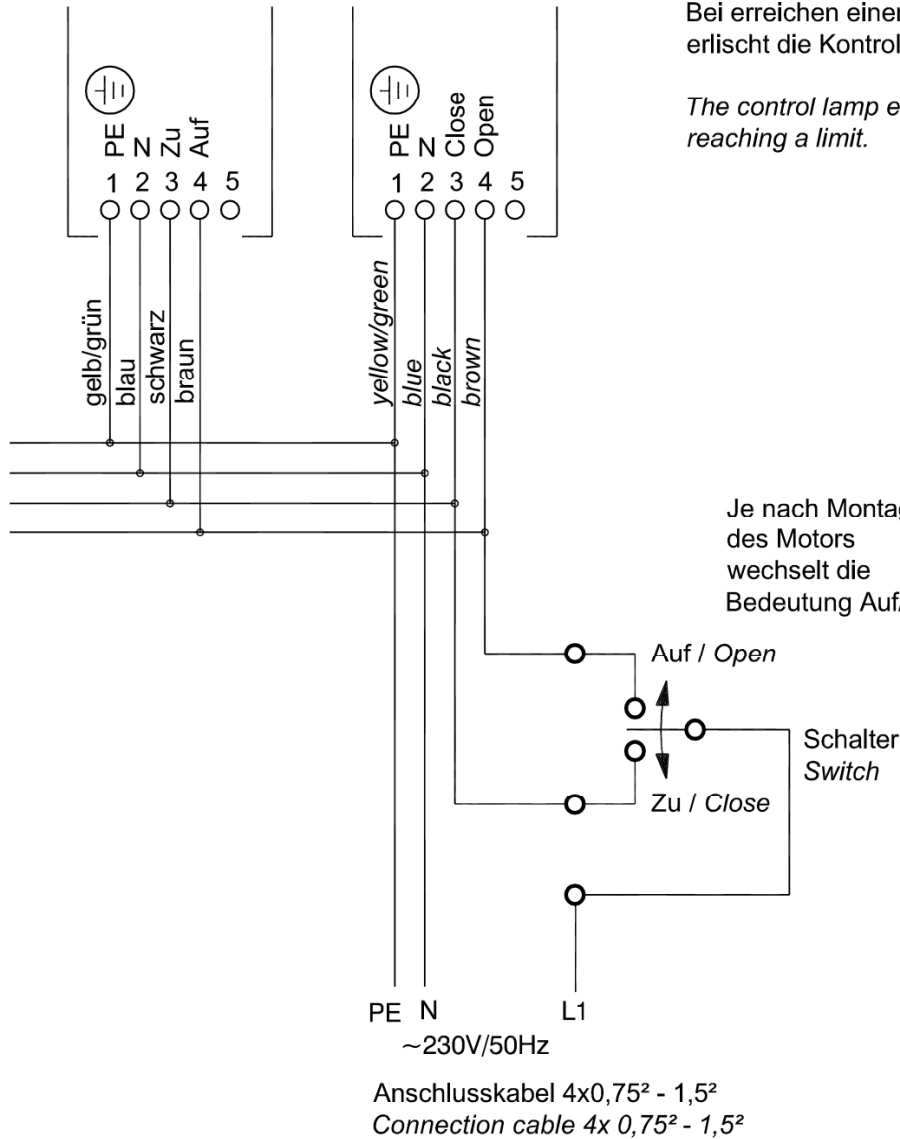 Bei erreichen einer
erlischt die Kontrol
The control lamp e
reaching a limit.
PE N Zu Auf
1 2 3 4 5
PE N Close Open
1 2 3 4 5
gelb/grün
blau
schwarz
braun
yellow/green
blue
black
brown
Je nach Montag
des Motors
wechselt die
Bedeutung Auf/
Auf / Open
Schalter
Switch
Zu / Close
PE N L1
~230V/50Hz
Anschlusskabel 4x0,75² - 1,5²
Connection cable 4x 0,75² - 1,5²